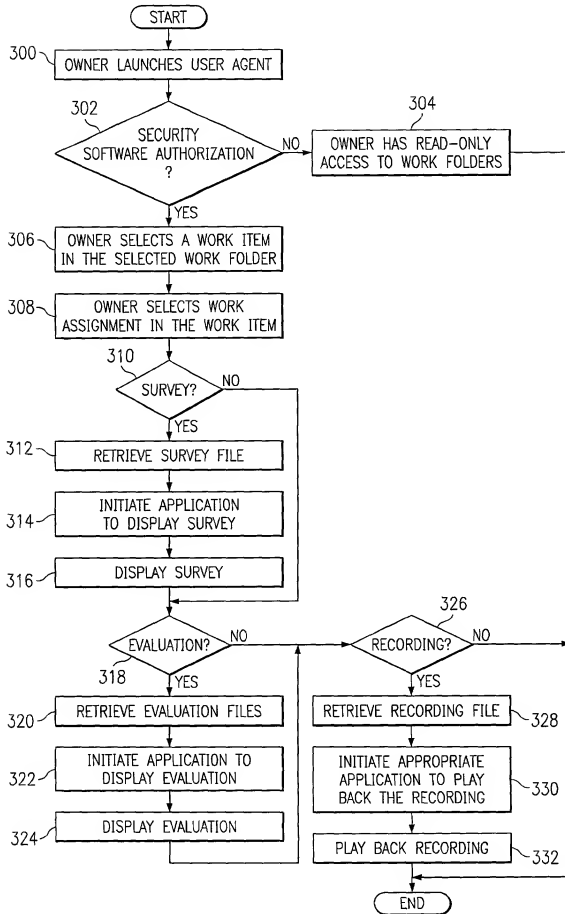 START
300
OWNER LAUNCHES USER AGENT
302
SECURITY
SOFTWARE AUTHORIZATION
?
NO
304
OWNER HAS READ-ONLY
ACCESS TO WORK FOLDERS
YES
306
OWNER SELECTS A WORK ITEM
IN THE SELECTED WORK FOLDER
308
OWNER SELECTS WORK
ASSIGNMENT IN THE WORK ITEM
310
SURVEY?
NO
YES
312
RETRIEVE SURVEY FILE
314
INITIATE APPLICATION
TO DISPLAY SURVEY
316
DISPLAY SURVEY
EVALUATION?
NO
318
YES
320
RETRIEVE EVALUATION FILES
322
INITIATE APPLICATION TO
DISPLAY EVALUATION
324
DISPLAY EVALUATION
326
RECORDING?
NO
YES
RETRIEVE RECORDING FILE
328
INITIATE APPROPRIATE
APPLICATION TO PLAY
BACK THE RECORDING
330
PLAY BACK RECORDING
332
END